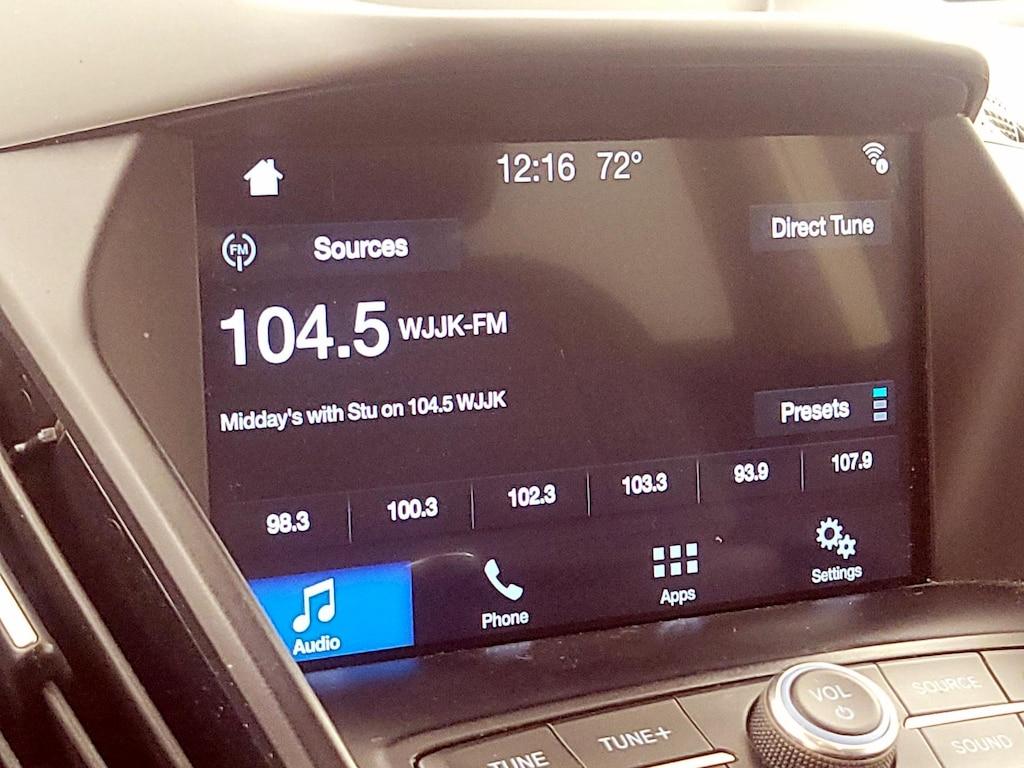 12:16 72°
FM Sources Direct Tune
104.5 WJJK-FM
Midday's with Stu on 104.5 WJJK
Presets
98.3 100.3 102.3 103.3 93.9 107.9
Audio Phone Apps Settings
VOL SOURCE
TUNE TUNE+ SOUND